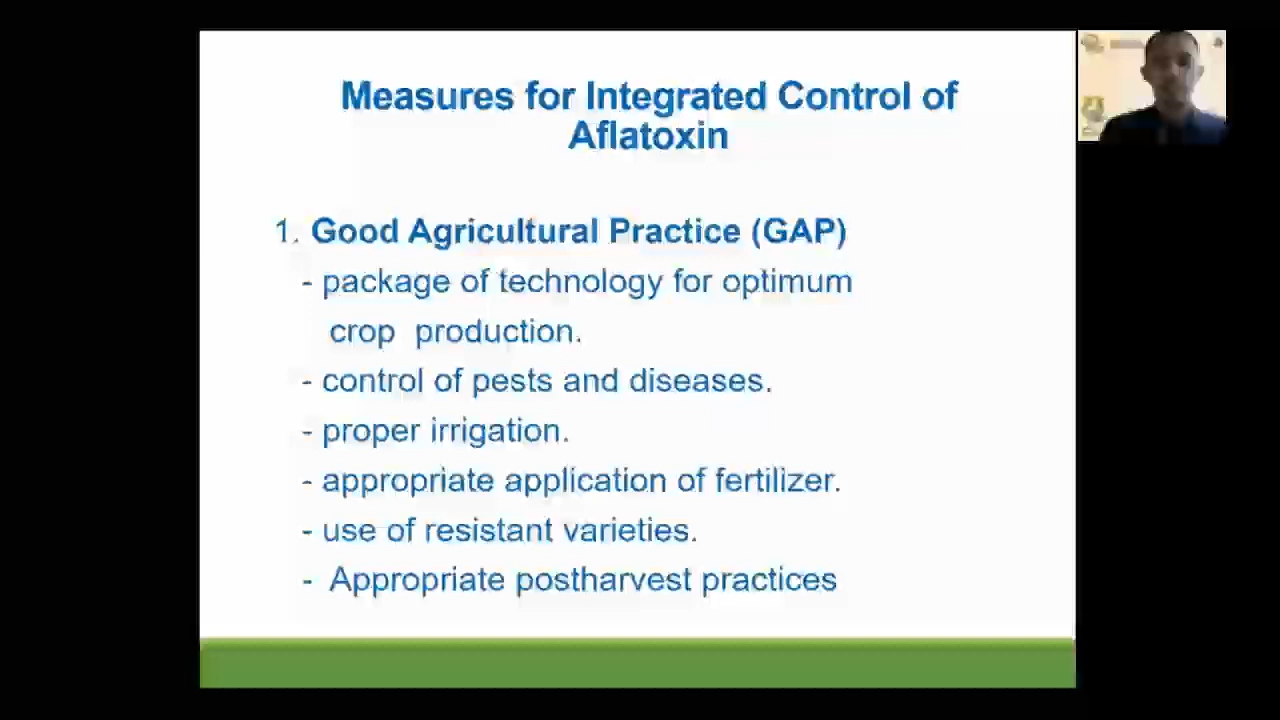 Measures for Integrated Control of
Aflatoxin
1. Good Agricultural Practice (GAP)
- package of technology for optimum
crop production.
- control of pests and diseases.
- proper irrigation.
- appropriate application of fertilizer.
- use of resistant varieties.
- Appropriate postharvest practices